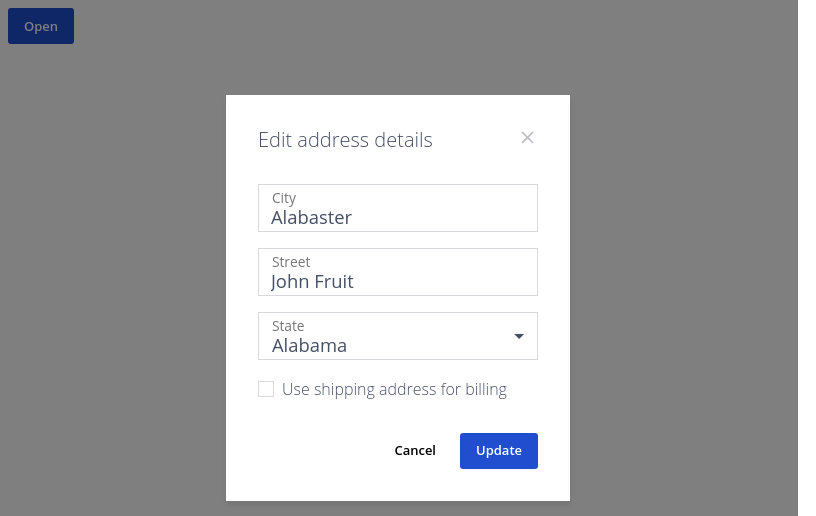 Open
Edit address details
City
Alabaster
Street
John Fruit
State
Alabama
Use shipping address for billing
Cancel
Update